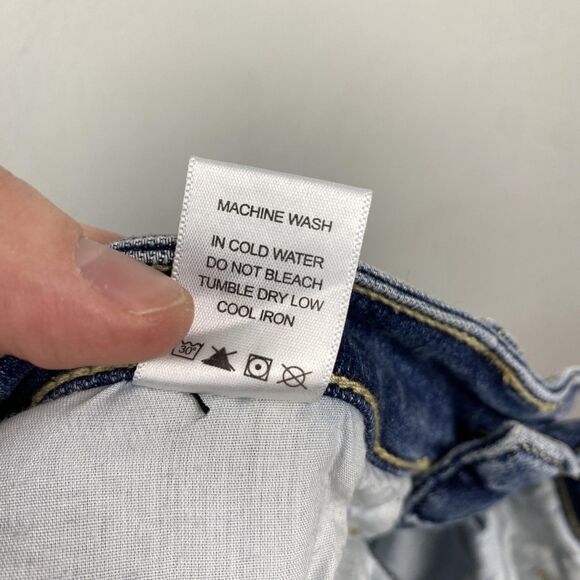 MACHINE WASH
IN COLD WATER
DO NOT BLEACH
TUMBLE DRY LOW
COOL IRON
30°